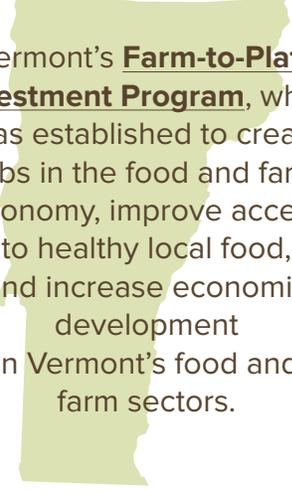 ermont’s Farm-to-Pla
estment Program, wh
as established to crea
bs in the food and far
onomy, improve acce
to healthy local food,
nd increase economi
development
n Vermont’s food and
farm sectors.